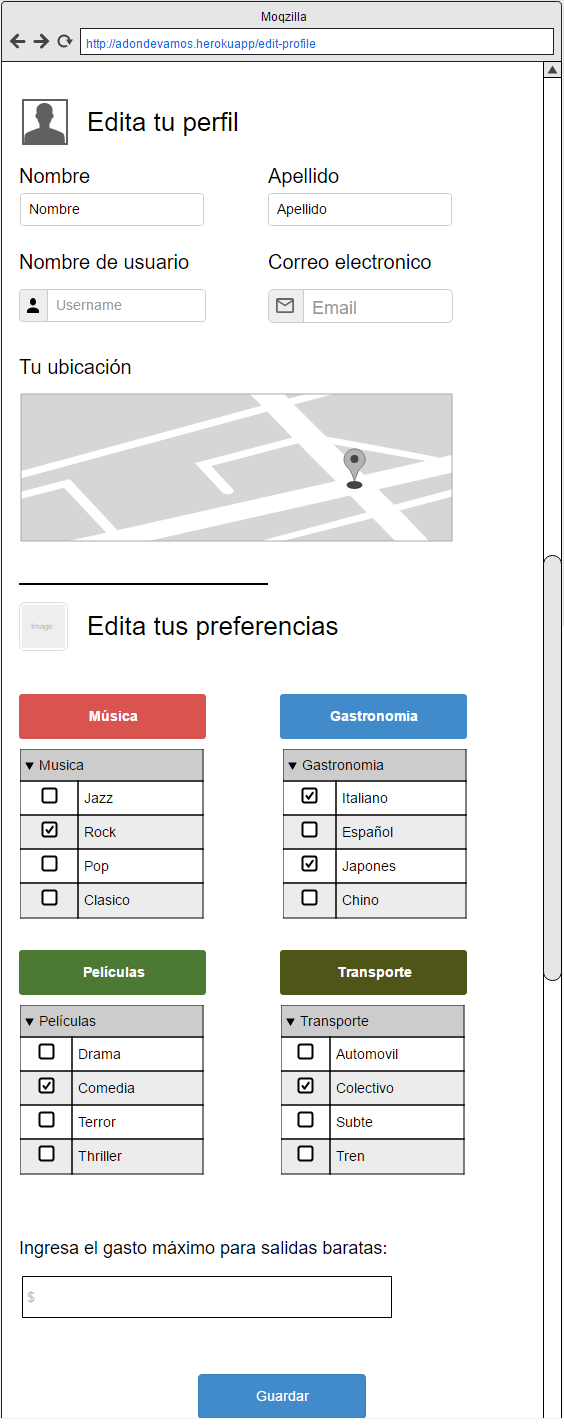 Moqzilla
http://adondevamos.herokuapp/edit-profile
Edita tu perfil
Nombre
Apellido
Nombre
Apellido
Nombre de usuario
Correo electronico
Username
Email
Tu ubicación
Image
Edita tus preferencias
Música
Gastronomia
Musica
Gastronomia
Jazz
Italiano
Rock
Español
Pop
Japones
Clasico
Chino
Películas
Transporte
Películas
Transporte
Drama
Automovil
Comedia
Colectivo
Terror
Subte
Thriller
Tren
Ingresa el gasto máximo para salidas baratas:
$
Guardar